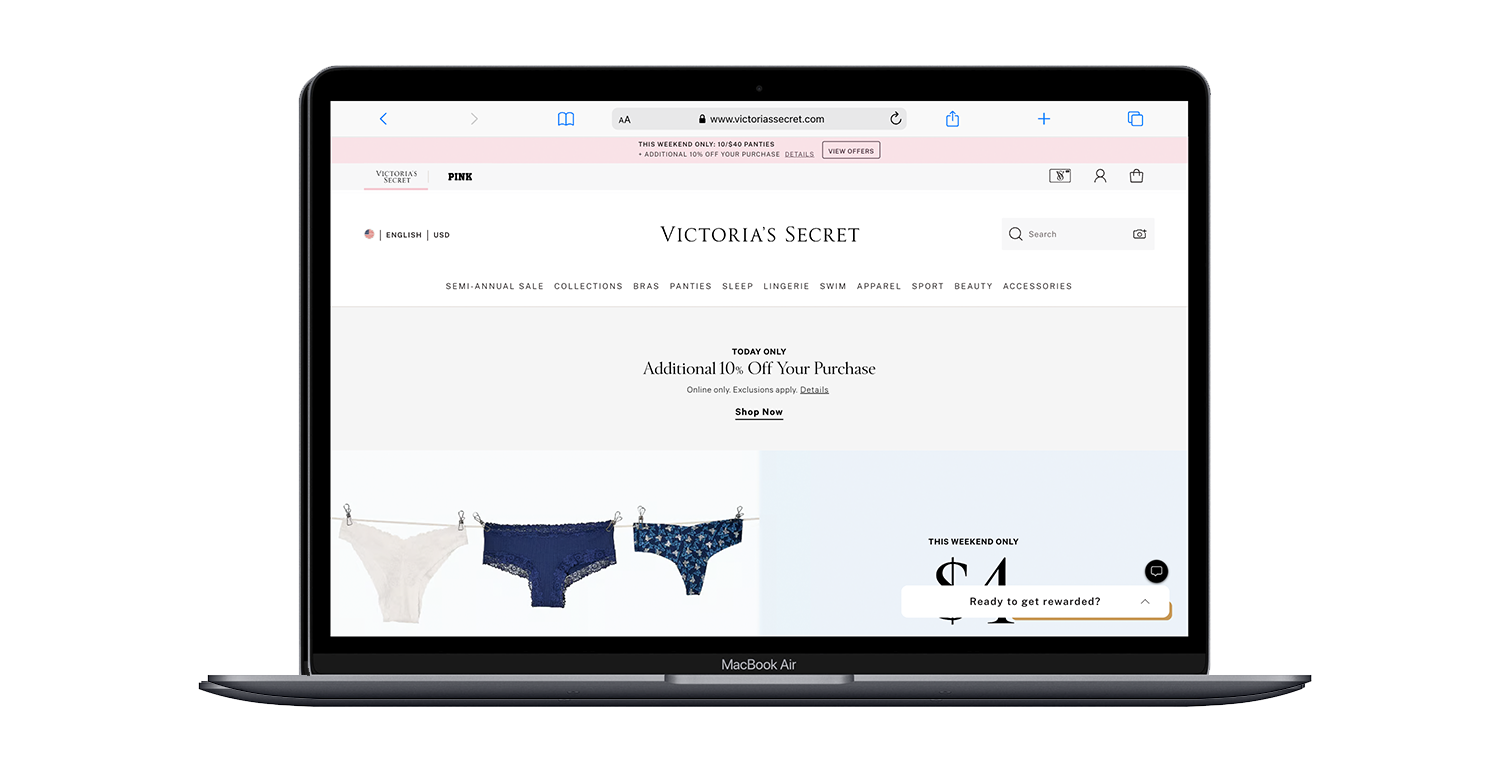 AA
www.victoriassecret.com
THIS WEEKEND ONLY: 10/$40 PANTIES
+ ADDITIONAL 10% OFF YOUR PURCHASE DETAILS
VIEW OFFERS
VICTORIA'S
SECRET
PINK
ENGLISH | USD
VICTORIA'S SECRET
Search
SEMI-ANNUAL SALE COLLECTIONS BRAS PANTIES SLEEP LINGERIE SWIM APPAREL SPORT BEAUTY ACCESSORIES
TODAY ONLY
Additional 10% Off Your Purchase
Online only. Exclusions apply. Details
Shop Now
THIS WEEKEND ONLY
$4
Ready to get rewarded?
MacBook Air